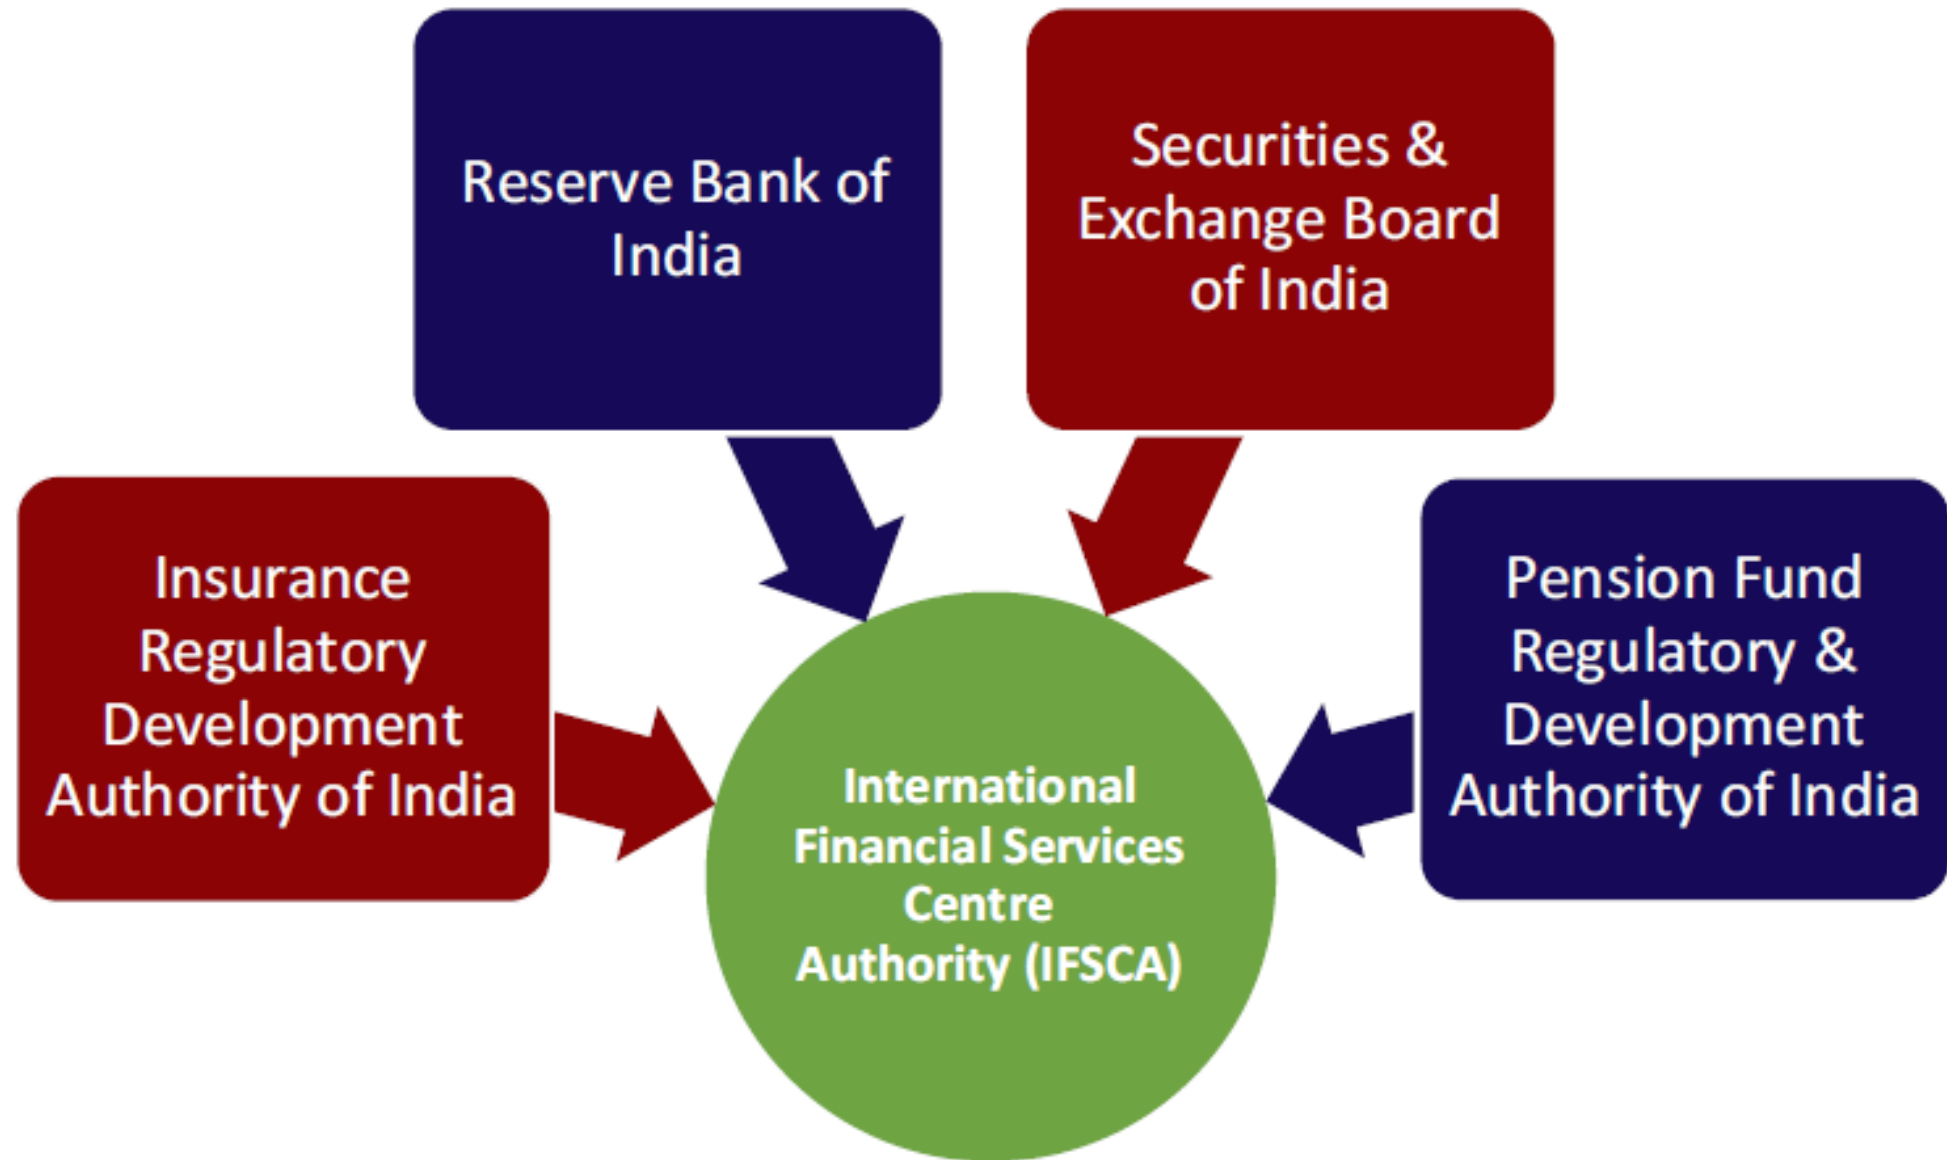 Reserve Bank of
India
Securities &
Exchange Board
of India
Insurance
Regulatory
Development
Authority of India
Pension Fund
Regulatory &
Development
Authority of India
International
Financial Services
Centre
Authority (IFSCA)